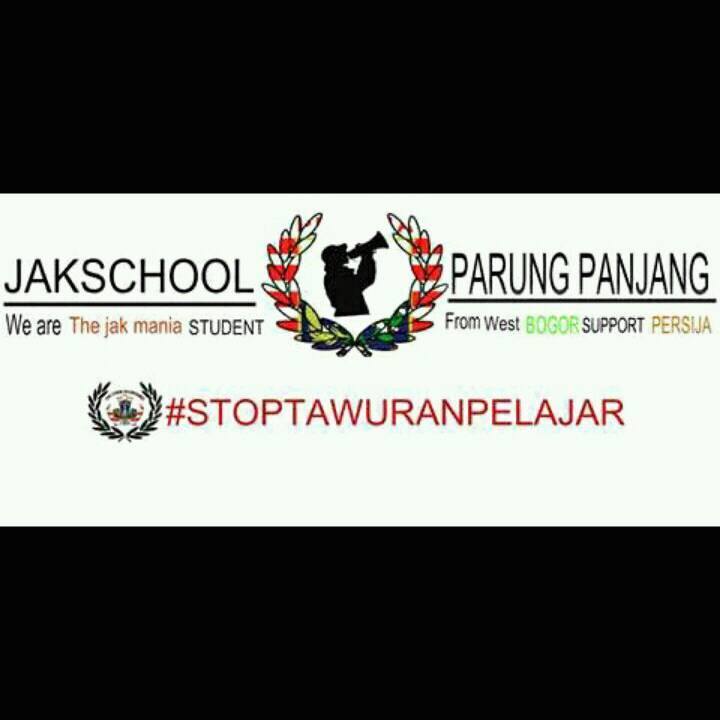 JAKSCHOOL
We are The jak mania STUDENT
PARUNG PANJANG
From West BOGOR SUPPORT PERSIJA
#STOPTAWURANPELAJAR